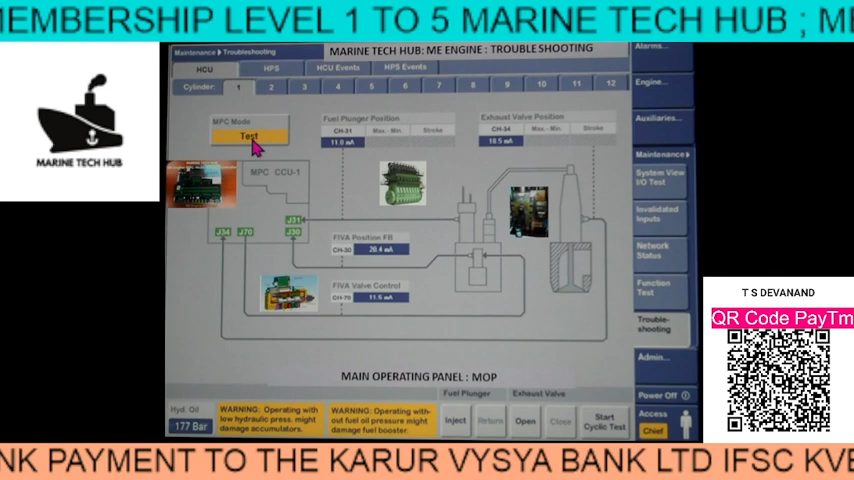 MEMBERSHIP LEVEL 1 TO 5 MARINE TECH HUB ; ME
Maintenance Troubleshooting
MARINE TECH HUB: ME ENGINE : TROUBLE SHOOTING
Alarms...
HCU HPS HCU Events HPS Events
Cylinder: 1 2 3 4 5 6 7 8 9 10 11 12
Engine...
MPC Mode
Test
Fuel Plunger Position
CH-31 Max.- Min. Stroke
11.0 mA
Exhaust Valve Position
CH-34 Max.- Min. Stroke
18.5 mA
Auxiliaries...
MARINE TECH HUB
Maintenance
System View
I/O Test
MPC CCU-1
Invalidated
Inputs
J31
J34 J70 J30
FIVA Position FB
CH-30 20.4 mA
Network
Status
FIVA Valve Control
CH-70 11.5 mA
Function
Test
T S DEVANAND
QR Code PayTm
Trouble-
shooting
Admin...
MAIN OPERATING PANEL : MOP
Power Off
Hyd. Oil
177 Bar
WARNING: Operating with
low hydraulic press. might
damage accumulators.
WARNING: Operating with-
out fuel oil pressure might
damage fuel booster.
Fuel Plunger
Inject Return
Exhaust Valve
Open Close
Start
Cyclic Test
Access
Chief
NK PAYMENT TO THE KARUR VYSYA BANK LTD IFSC KVB